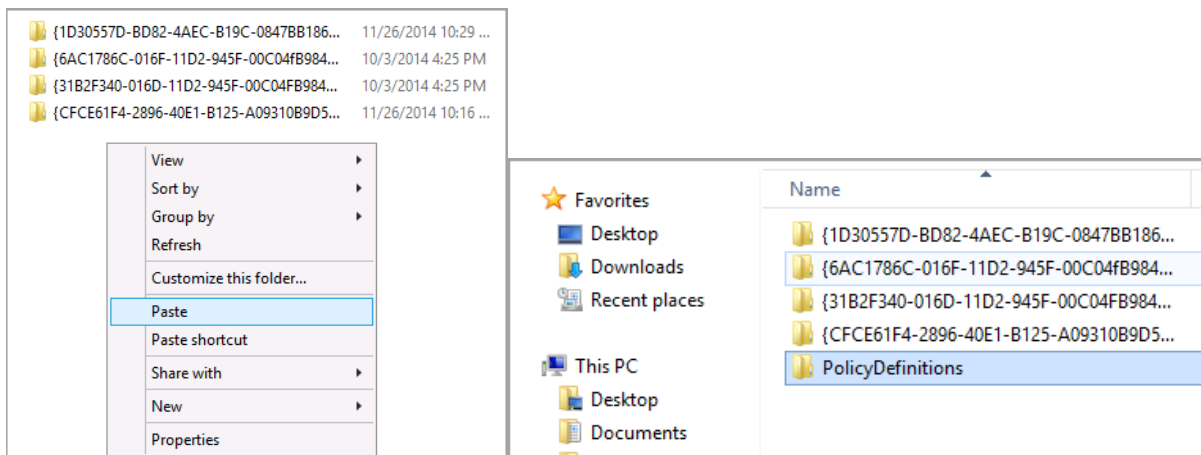 {1D30557D-BD82-4AEC-B19C-0847BB186... 11/26/2014 10:29 ...
{6AC1786C-016F-11D2-945F-00C04fB984... 10/3/2014 4:25 PM
{31B2F340-016D-11D2-945F-00C04FB984... 10/3/2014 4:25 PM
{CFCE61F4-2896-40E1-B125-A09310B9D5... 11/26/2014 10:16 ...
View
Sort by
Group by
Refresh
Customize this folder...
Paste
Paste shortcut
Share with
New
Properties
Favorites
Desktop
Downloads
Recent places
This PC
Desktop
Documents
Name
{1D30557D-BD82-4AEC-B19C-0847BB186...
{6AC1786C-016F-11D2-945F-00C04fB984...
{31B2F340-016D-11D2-945F-00C04FB984...
{CFCE61F4-2896-40E1-B125-A09310B9D5...
PolicyDefinitions